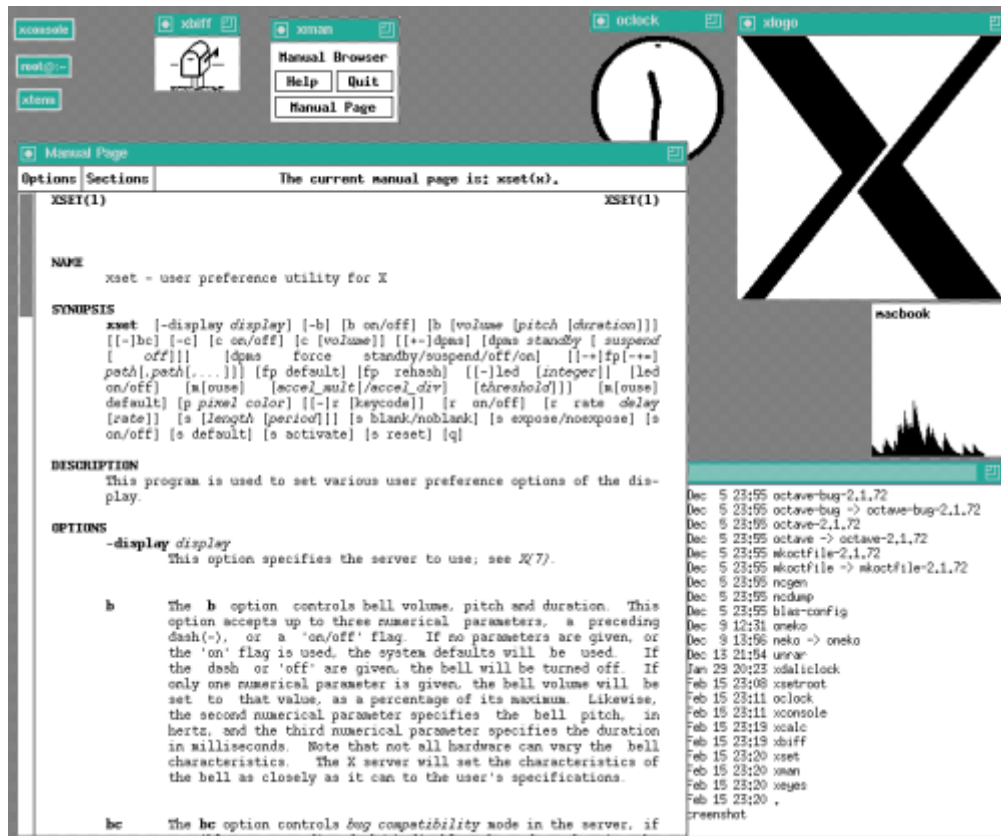 xconsole
root@:~
xterm
xbiff
xman
Manual Browser
Help Quit
Manual Page
oclock
xlogo
Manual Page
Options Sections The current manual page is: xset(x).
XSET(1) XSET(1)
NAME
xset - user preference utility for X
SYNOPSIS
xset [-display display] [-b] [b on/off] [b [volume [pitch [duration]]]
[[-]bc] [-c] [c on/off] [c [volume]] [[+-]dpms] [dpms standby [ suspend
[ off]]] [dpms force standby/suspend/off/on] [[-+]fp[-+=]
path[,path[,...]]] [fp default] [fp rehash] [[-]led [integer]] [led
on/off] [m[ouse] [accel_mult[/accel_div] [threshold]]] [m[ouse]
default] [p pixel color] [[-]r [keycode]] [r on/off] [r rate delay
[rate]] [s [length [period]]] [s blank/noblank] [s expose/noexpose] [s
on/off] [s default] [s activate] [s reset] [q]
DESCRIPTION
This program is used to set various user preference options of the dis-
play.
OPTIONS
-display display
This option specifies the server to use; see X(7).
b The b option controls bell volume, pitch and duration. This
option accepts up to three numerical parameters, a preceding
dash(-), or a 'on/off' flag. If no parameters are given, or
the 'on' flag is used, the system defaults will be used. If
the dash or 'off' are given, the bell will be turned off. If
only one numerical parameter is given, the bell volume will be
set to that value, as a percentage of its maximum. Likewise,
the second numerical parameter specifies the bell pitch, in
hertz, and the third numerical parameter specifies the duration
in milliseconds. Note that not all hardware can vary the bell
characteristics. The X server will set the characteristics of
the bell as closely as it can to the user's specifications.
bc The bc option controls bug compatibility mode in the server, if
macbook
Dec 5 23:55 octave-bug-2.1.72
Dec 5 23:55 octave-bug -> octave-bug-2.1.72
Dec 5 23:55 octave-2.1.72
Dec 5 23:55 octave -> octave-2.1.72
Dec 5 23:55 mkoctfile-2.1.72
Dec 5 23:55 mkoctfile -> mkoctfile-2.1.72
Dec 5 23:55 ncgen
Dec 5 23:55 ncdump
Dec 5 23:55 blas-config
Dec 9 12:31 oneko
Dec 9 13:56 neko -> oneko
Dec 13 21:54 unrar
Jan 29 20:23 xdaliclock
Feb 15 23:08 xsetroot
Feb 15 23:11 oclock
Feb 15 23:11 xconsole
Feb 15 23:19 xcalc
Feb 15 23:19 xbiff
Feb 15 23:20 xset
Feb 15 23:20 xman
Feb 15 23:20 xeyes
Feb 15 23:20 .
creenshot